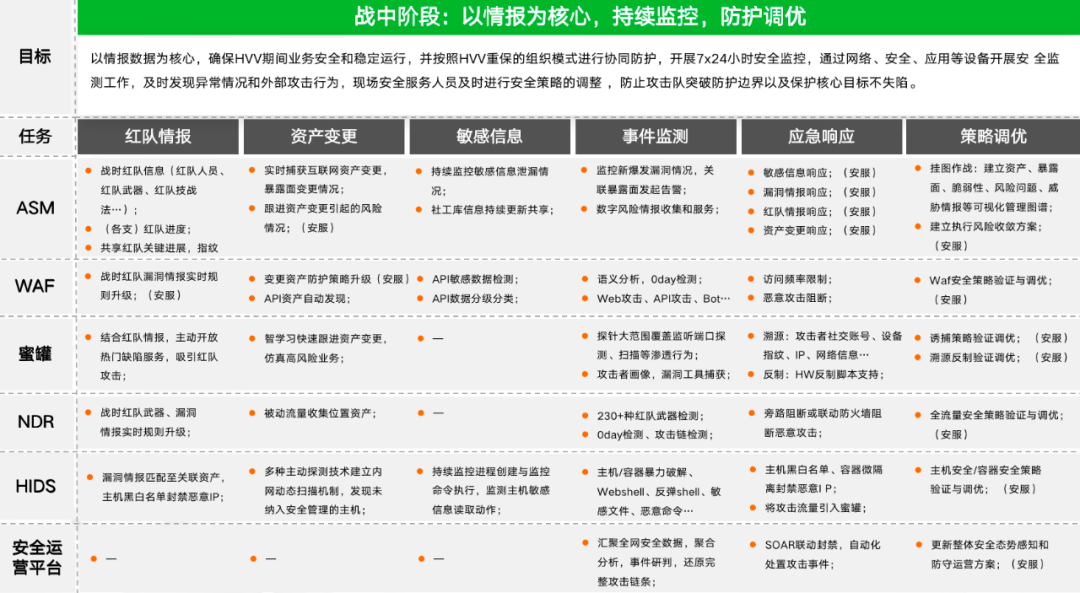 战中阶段：以情报为核心，持续监控，防护调优
目标
以情报数据为核心，确保HVV期间业务安全和稳定运行，并按照HVV重保的组织模式进行协同防护，开展7x24小时安全监控，通过网络、安全、应用等设备开展安 全监
测工作，及时发现异常情况和外部攻击行为，现场安全服务人员及时进行安全策略的调整 ，防止攻击队突破防护边界以及保护核心目标不失陷。
任务
红队情报
资产变更
敏感信息
事件监测
应急响应
策略调优
ASM
战时红队信息（红队人员、
红队武器、红队技战
法…）；
（各支）红队进度；
共享红队关键进展，指纹
实时捕获互联网资产变更，
暴露面变更情况；
跟进资产变更引起的风险
情况；（安服）
持续监控敏感信息泄漏情
况；
社工库信息持续更新共享；
监控新爆发漏洞情况，关
联暴露面发起告警；
数字风险情报收集和服务；
敏感信息响应；（安服）
漏洞情报响应；（安服）
红队情报响应；（安服）
资产变更响应；（安服）
挂图作战：建立资产、暴露
面、脆弱性、风险问题、威
胁情报等可视化管理图谱；
建立执行风险收敛方案；
（安服）
WAF
战时红队漏洞情报实时规
则升级；（安服）
变更资产防护策略升级（安服）
API资产自动发现；
API敏感数据检测；
API数据分级分类；
语义分析，0day检测；
Web攻击、API攻击、Bot…
访问频率限制；
恶意攻击阻断；
Waf安全策略验证与调优；
（安服）
蜜罐
结合红队情报，主动开放
热门缺陷服务，吸引红队
攻击；
智学习快速跟进资产变更，
仿真高风险业务；
—
探针大范围覆盖监听端口探
测、扫描等渗透行为；
攻击者画像，漏洞工具捕获；
溯源：攻击者社交账号、设备
指纹、IP、网络信息…
反制：HW反制脚本支持；
诱捕策略验证调优；（安服）
溯源反制验证调优；（安服）
NDR
战时红队武器、漏洞
情报实时规则升级；
被动流量收集位置资产；
—
230+种红队武器检测；
0day检测、攻击链检测；
旁路阻断或联动防火墙阻
断恶意攻击；
全流量安全策略验证与调优；
（安服）
HIDS
漏洞情报匹配至关联资产，
主机黑白名单封禁恶意IP；
多种主动探测技术建立内
网动态扫描机制，发现未
纳入安全管理的主机；
持续监控进程创建与监控
命令执行，监测主机敏感
信息读取动作；
主机/容器暴力破解、
Webshell、反弹shell、敏
感文件、恶意命令…
主机黑白名单、容器微隔
离封禁恶意I P；
将攻击流量引入蜜罐；
主机安全/容器安全策略
验证与调优；（安服）
安全运
营平台
—
—
—
汇聚全网安全数据，聚合
分析，事件研判，还原完
整攻击链条；
SOAR联动封禁，自动化
处置攻击事件；
更新整体安全态势感知和
防守运营方案；（安服）